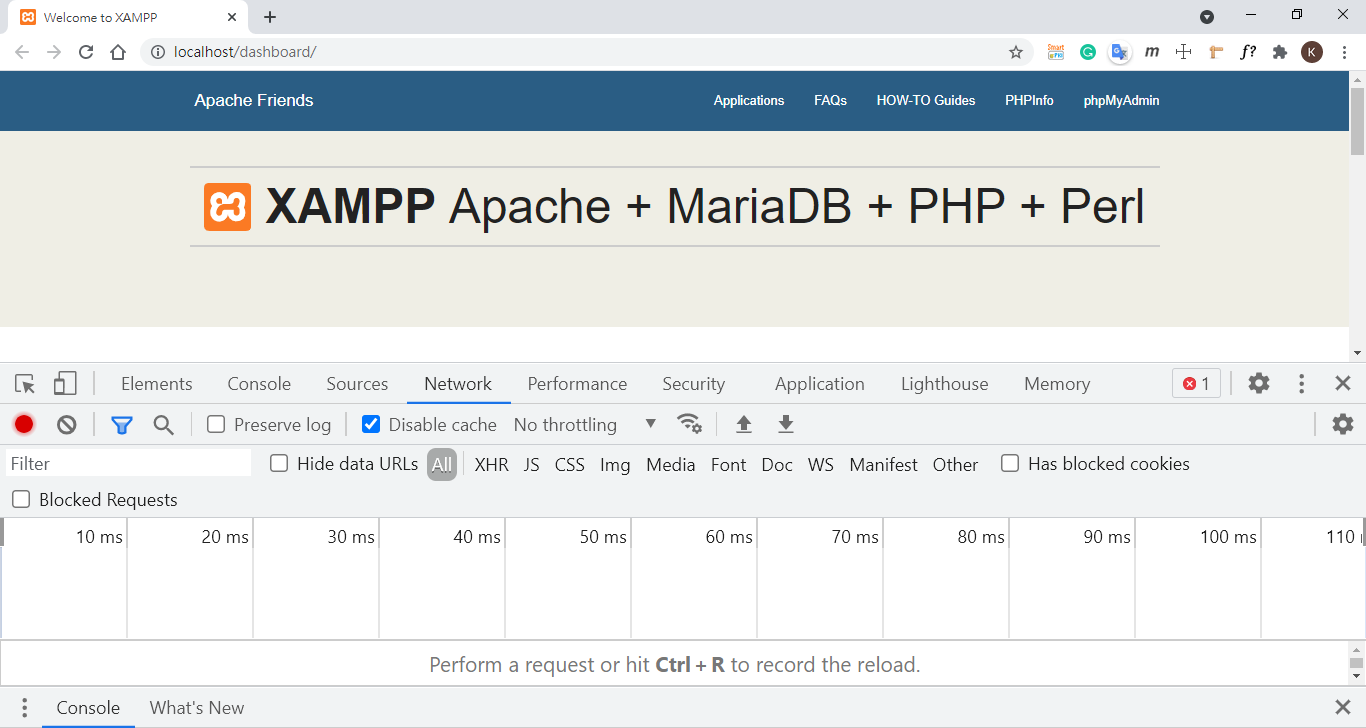 Welcome to XAMPP
localhost/dashboard/
K
Apache Friends
Applications FAQs HOW-TO Guides PHPInfo phpMyAdmin
XAMPP Apache + MariaDB + PHP + Perl
Elements Console Sources Network Performance Security Application Lighthouse Memory 1
Preserve log Disable cache No throttling
Filter Hide data URLs All XHR JS CSS Img Media Font Doc WS Manifest Other Has blocked cookies
Blocked Requests
10 ms 20 ms 30 ms 40 ms 50 ms 60 ms 70 ms 80 ms 90 ms 100 ms 110
Perform a request or hit Ctrl + R to record the reload.
Console What's New